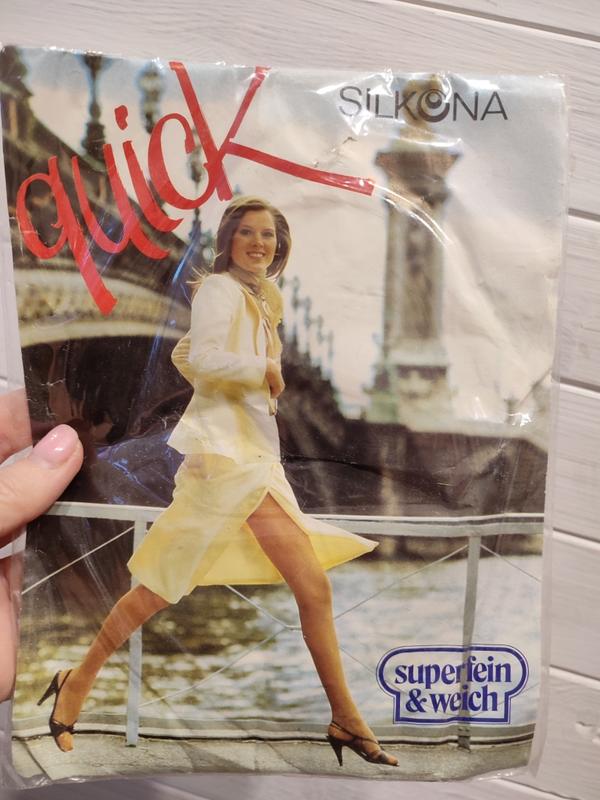 quick
SILKONA
superfein
& weich